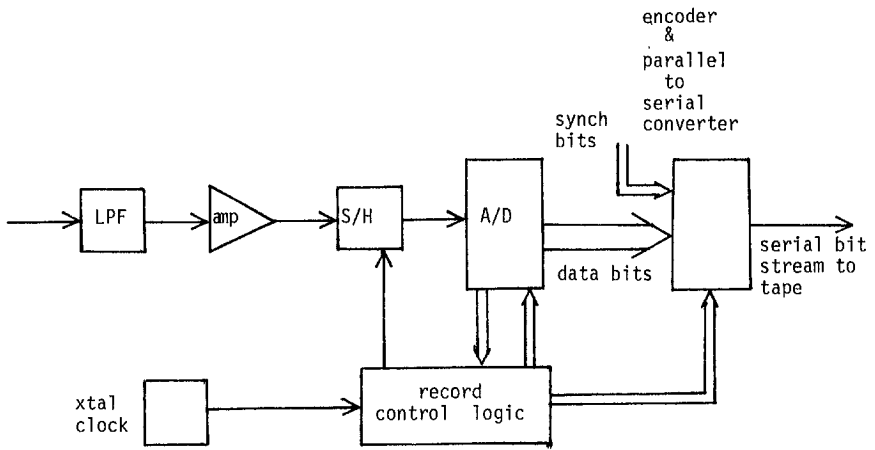 encoder
&
parallel
to
serial
converter
synch
bits
LPF
amp
S/H
A/D
data bits
serial bit
stream to
tape
xtal
clock
record
control logic